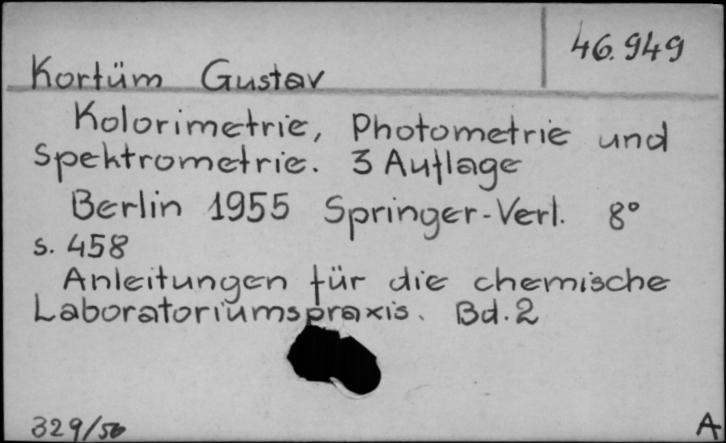 46.949
Kortüm Gustav
Kolorimetrie, Photometrie und
Spektrometrie. 3 Auflage
Berlin 1955 Springer-Verl. 8°
s. 458
Anleitungen für die chemische
Laboratoriumspraxis. Bd. 2
329/56
A